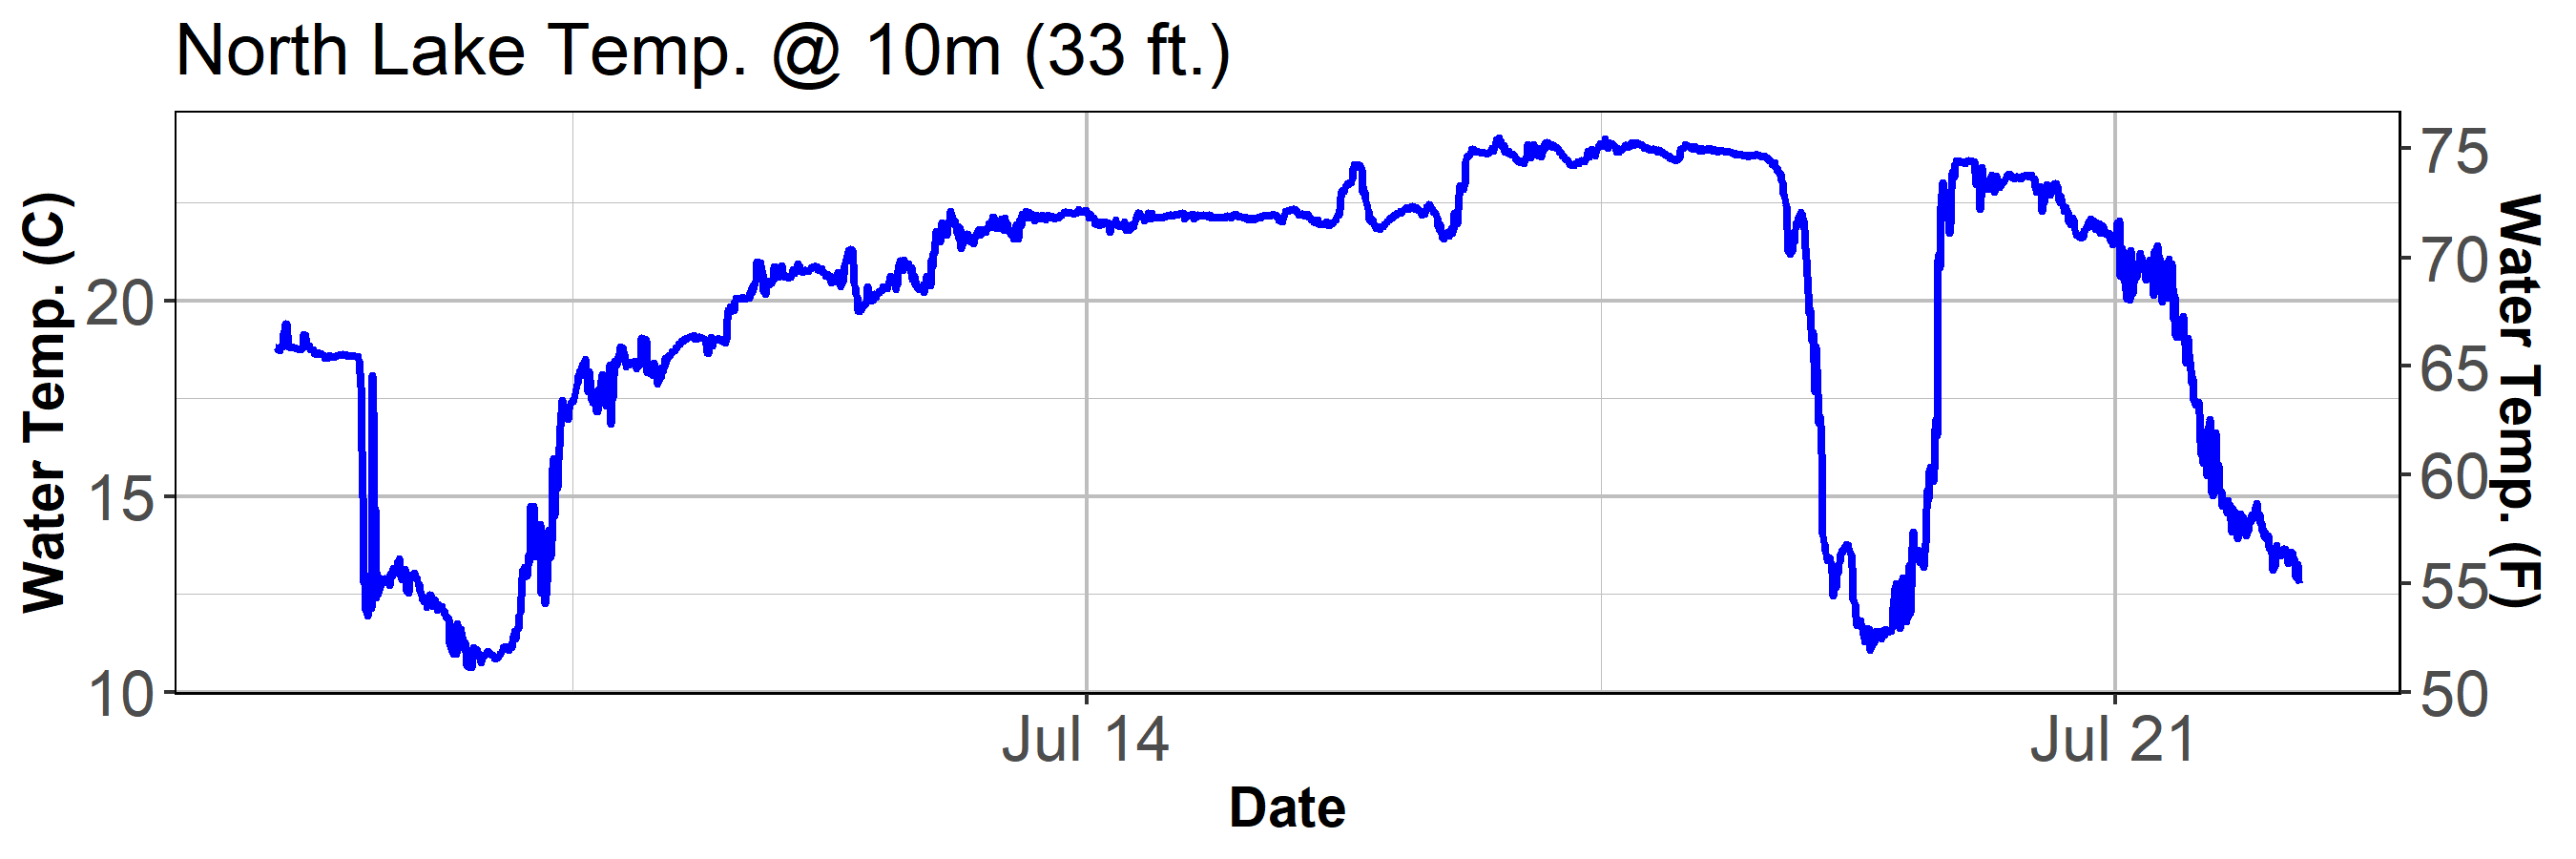 North Lake Temp. @ 10m (33 ft.)
Water Temp. (C)
20
15
10
75
70
65
60
55
50
Water Temp. (F)
Jul 14
Jul 21
Date